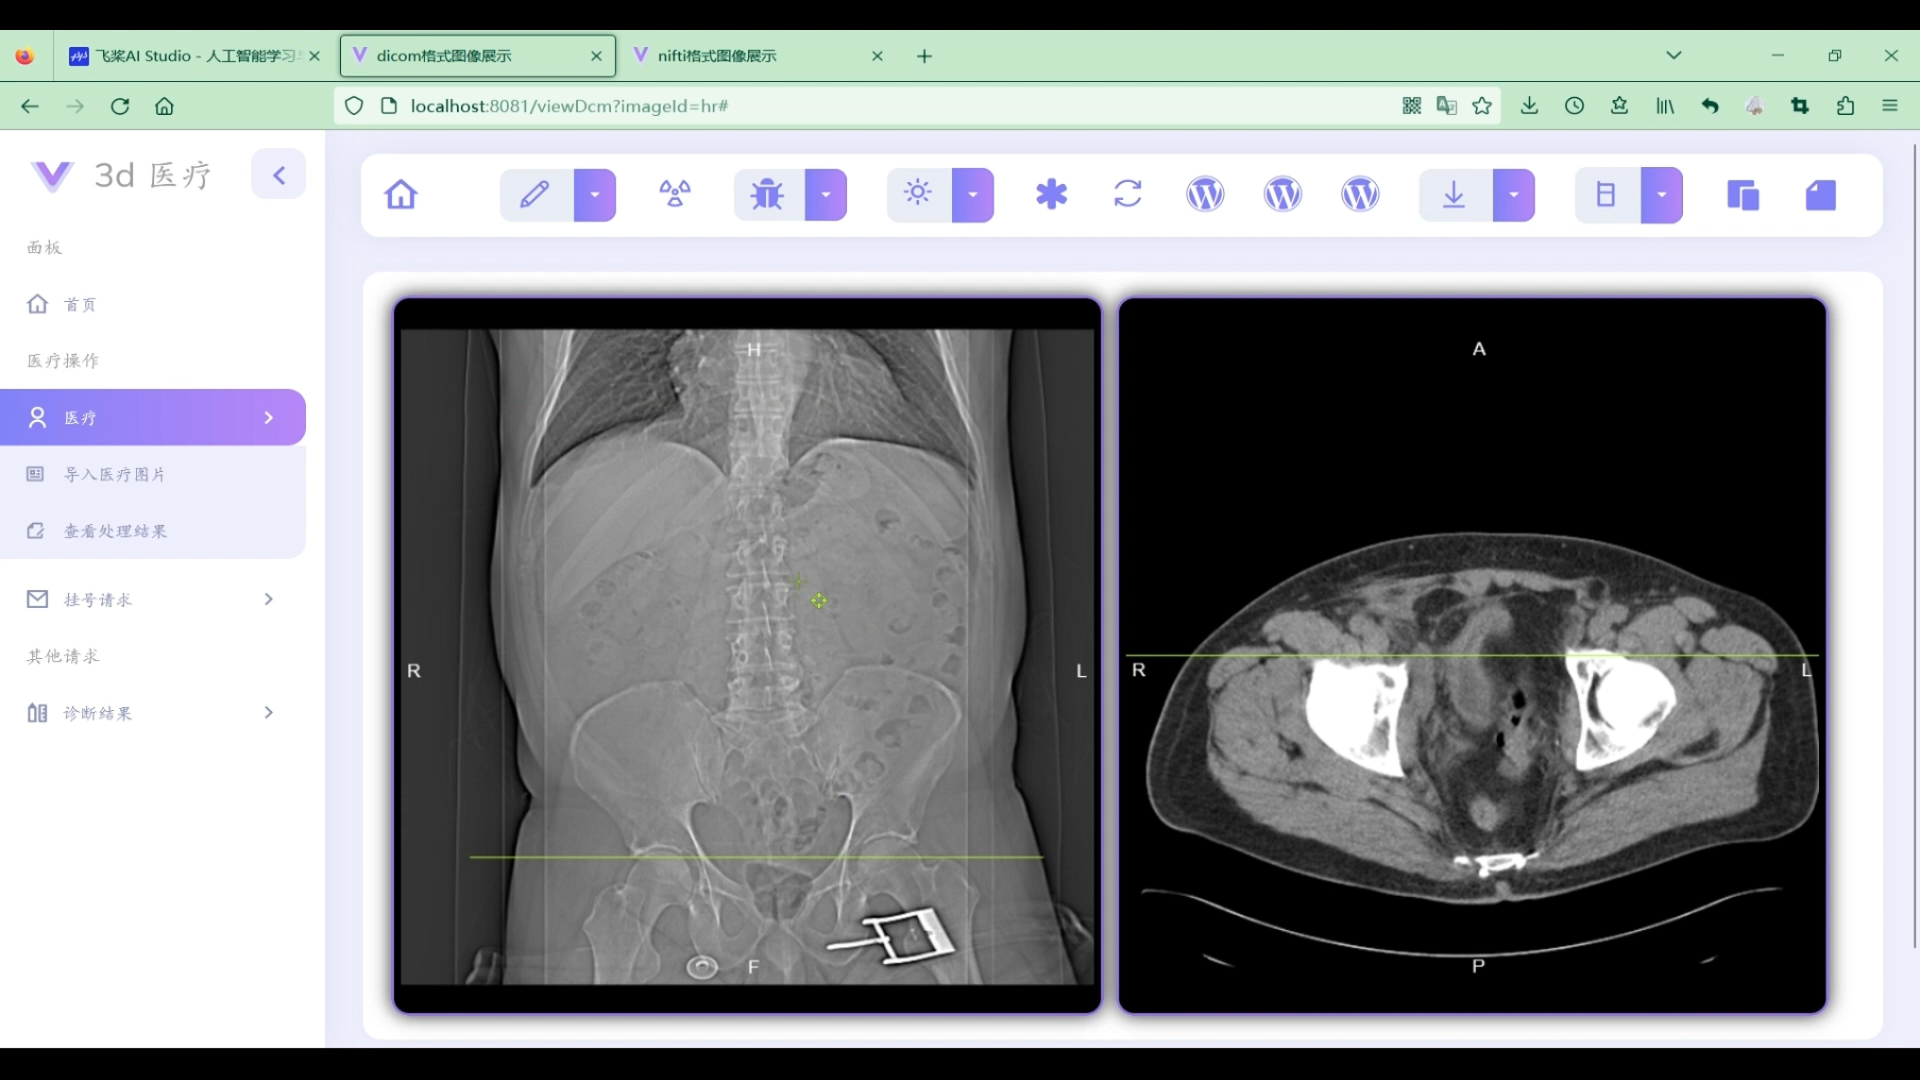 飞桨AI Studio - 人工智能学习
dicom格式图像展示
nifti格式图像展示
localhost:8081/viewDcm?imageId=hr#
3d 医疗
面板
首页
医疗操作
医疗
导入医疗图片
查看处理结果
挂号请求
其他请求
诊断结果
H
R
L
F
A
R
L
P